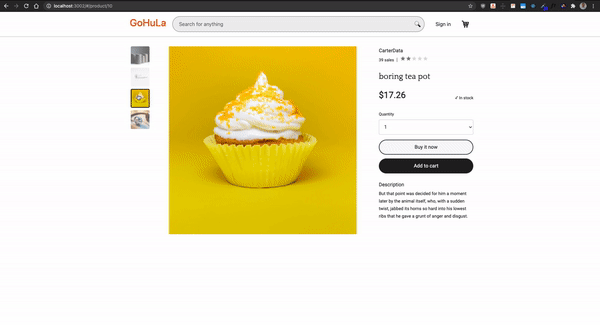 localhost:3000/#/product/10
GoHuLa
Search for anything
Sign in
CarterData
39 sales |
boring tea pot
$17.26
✓ In stock
Quantity
1
Buy it now
Add to cart
Description
But that point was decided for him a moment
later by the animal itself, who, with a sudden
twist, jabbed its horns so hard into his lowest
ribs that he gave a grunt of anger and disgust.